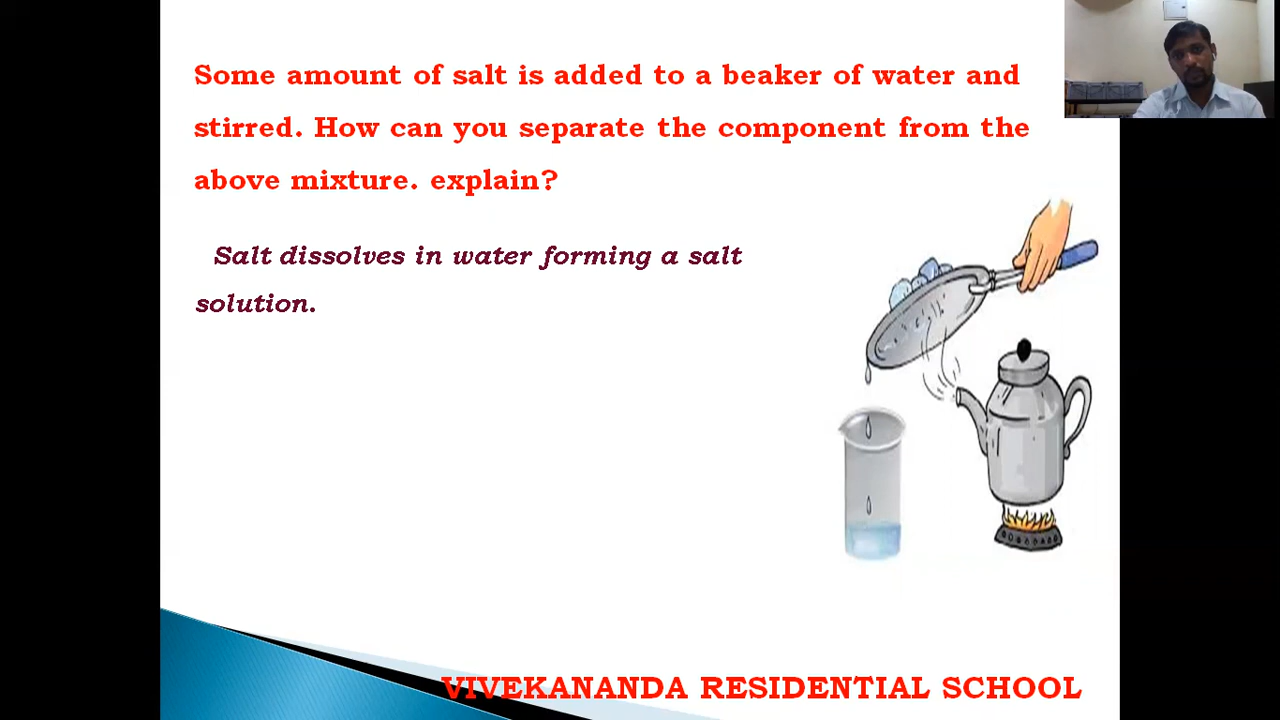 Some amount of salt is added to a beaker of water and
stirred. How can you separate the component from the
above mixture. explain?
Salt dissolves in water forming a salt
solution.
VIVEKANANDA RESIDENTIAL SCHOOL